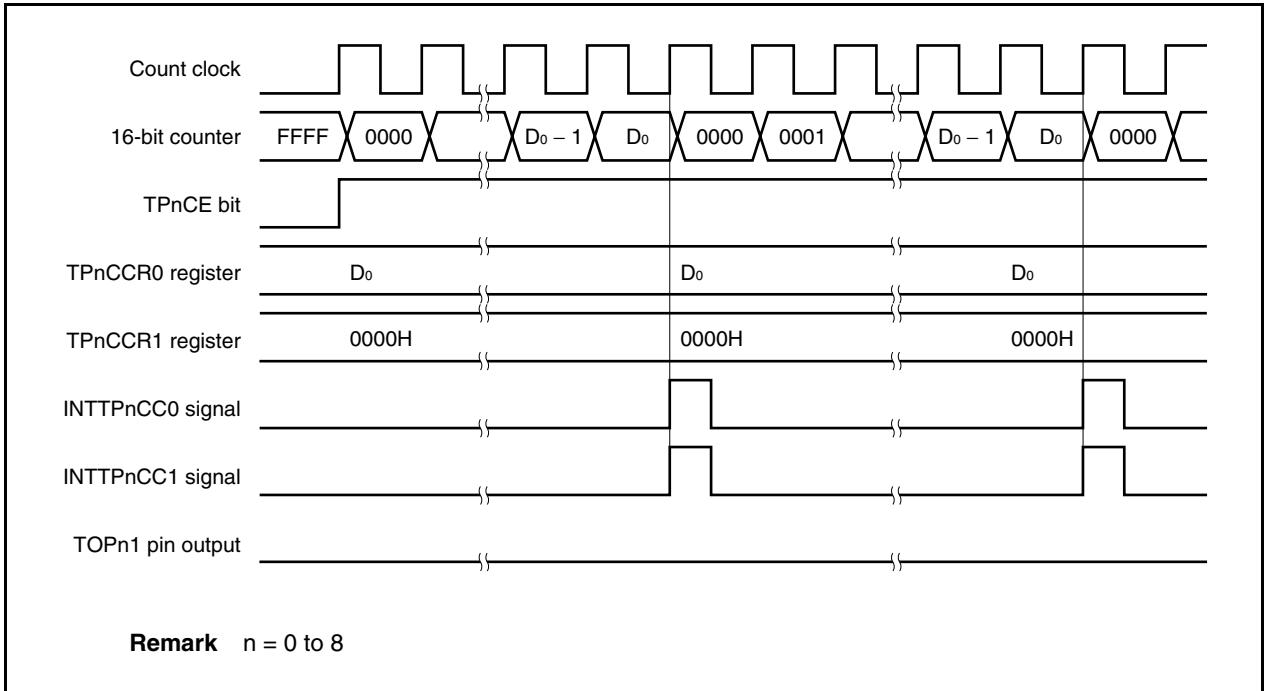 Count clock
16-bit counter FFFF 0000 D₀ − 1 D₀ 0000 0001 D₀ − 1 D₀ 0000
TPnCE bit
TPnCCR0 register D₀ D₀ D₀
TPnCCR1 register 0000H 0000H 0000H
INTTPnCC0 signal
INTTPnCC1 signal
TOPn1 pin output
Remark n = 0 to 8